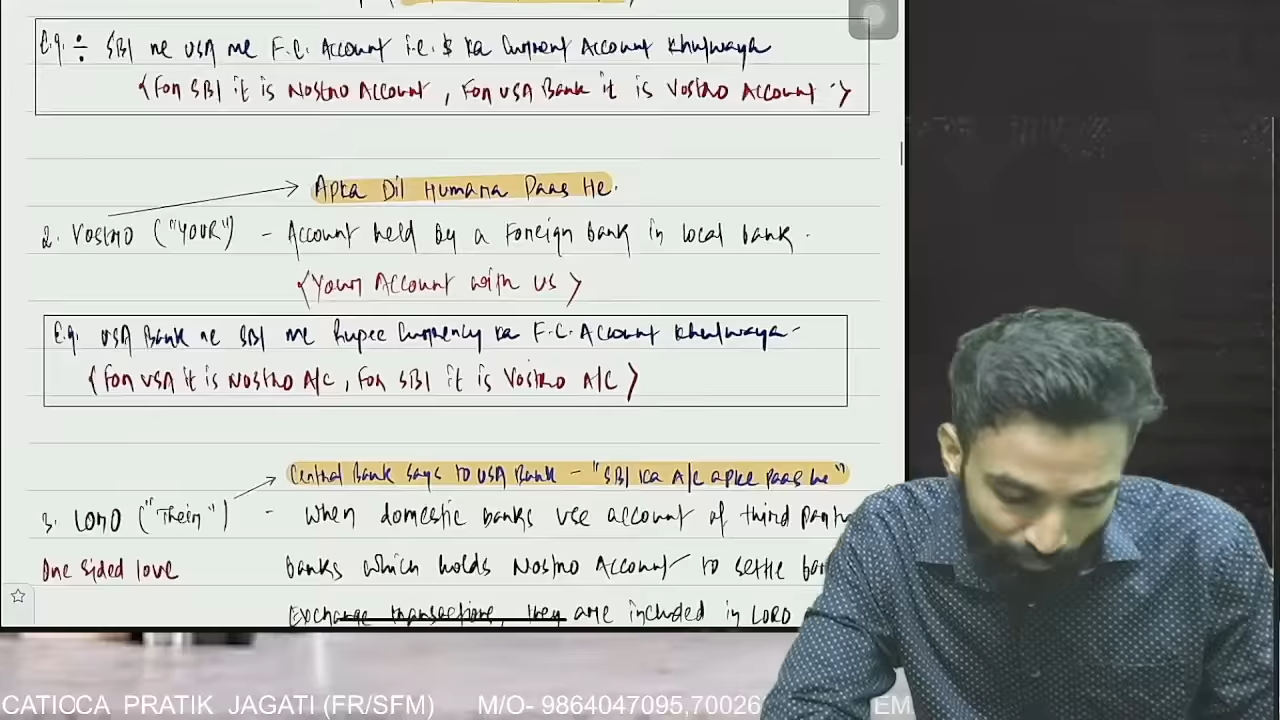 E.g. ÷ SBI ne USA me F.C. Account i.e. $ ka Current Account khulwaya
{For SBI it is Nostro Account, For USA Bank it is Vostro Account}
Apka Dil Humara Paas He.
2. Vostro ("YOUR") - Account held by a Foreign bank in local bank.
<Your Account with us>
E.g. USA Bank ne SBI me Rupee Currency ka F.C. Account khulwaya-
{For USA it is Nostro A/C, For SBI it is Vostro A/C}
Central Bank says to USA Bank - "SBI ka A/c apke paas he"
3. LORO ("Their") - When domestic banks use account of third party
One sided love banks which holds Nostro Account to settle
Exchange transactions, they are included in LORO
CATIOCA PRATIK JAGATI (FR/SFM) M/O- 9864047095,70026 EM